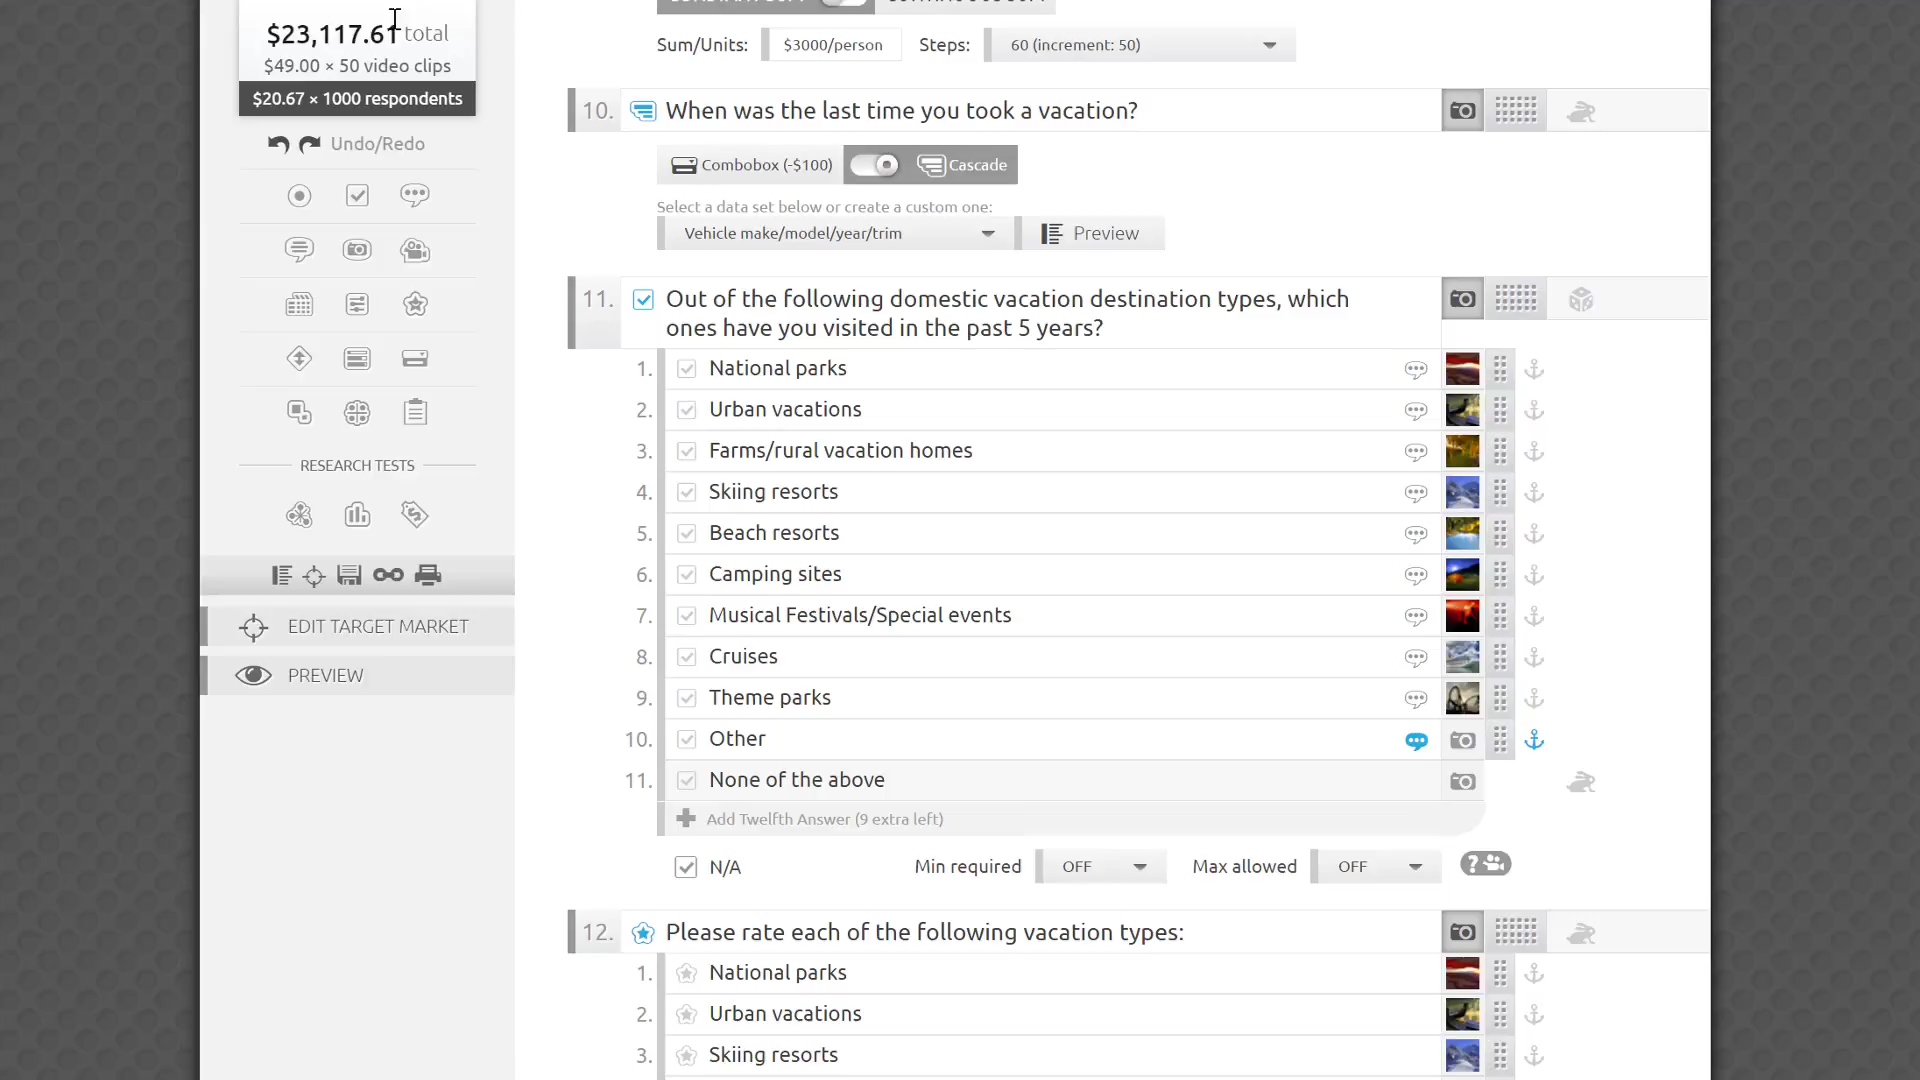 $23,117.61 total
$49.00 × 50 video clips
$20.67 × 1000 respondents
Undo/Redo
RESEARCH TESTS
EDIT TARGET MARKET
PREVIEW
Sum/Units: $3000/person Steps: 60 (increment: 50)
10. When was the last time you took a vacation?
Combobox (-$100) Cascade
Select a data set below or create a custom one:
Vehicle make/model/year/trim Preview
11. Out of the following domestic vacation destination types, which
ones have you visited in the past 5 years?
1. National parks
2. Urban vacations
3. Farms/rural vacation homes
4. Skiing resorts
5. Beach resorts
6. Camping sites
7. Musical Festivals/Special events
8. Cruises
9. Theme parks
10. Other
11. None of the above
Add Twelfth Answer (9 extra left)
N/A Min required OFF Max allowed OFF
12. Please rate each of the following vacation types:
1. National parks
2. Urban vacations
3. Skiing resorts